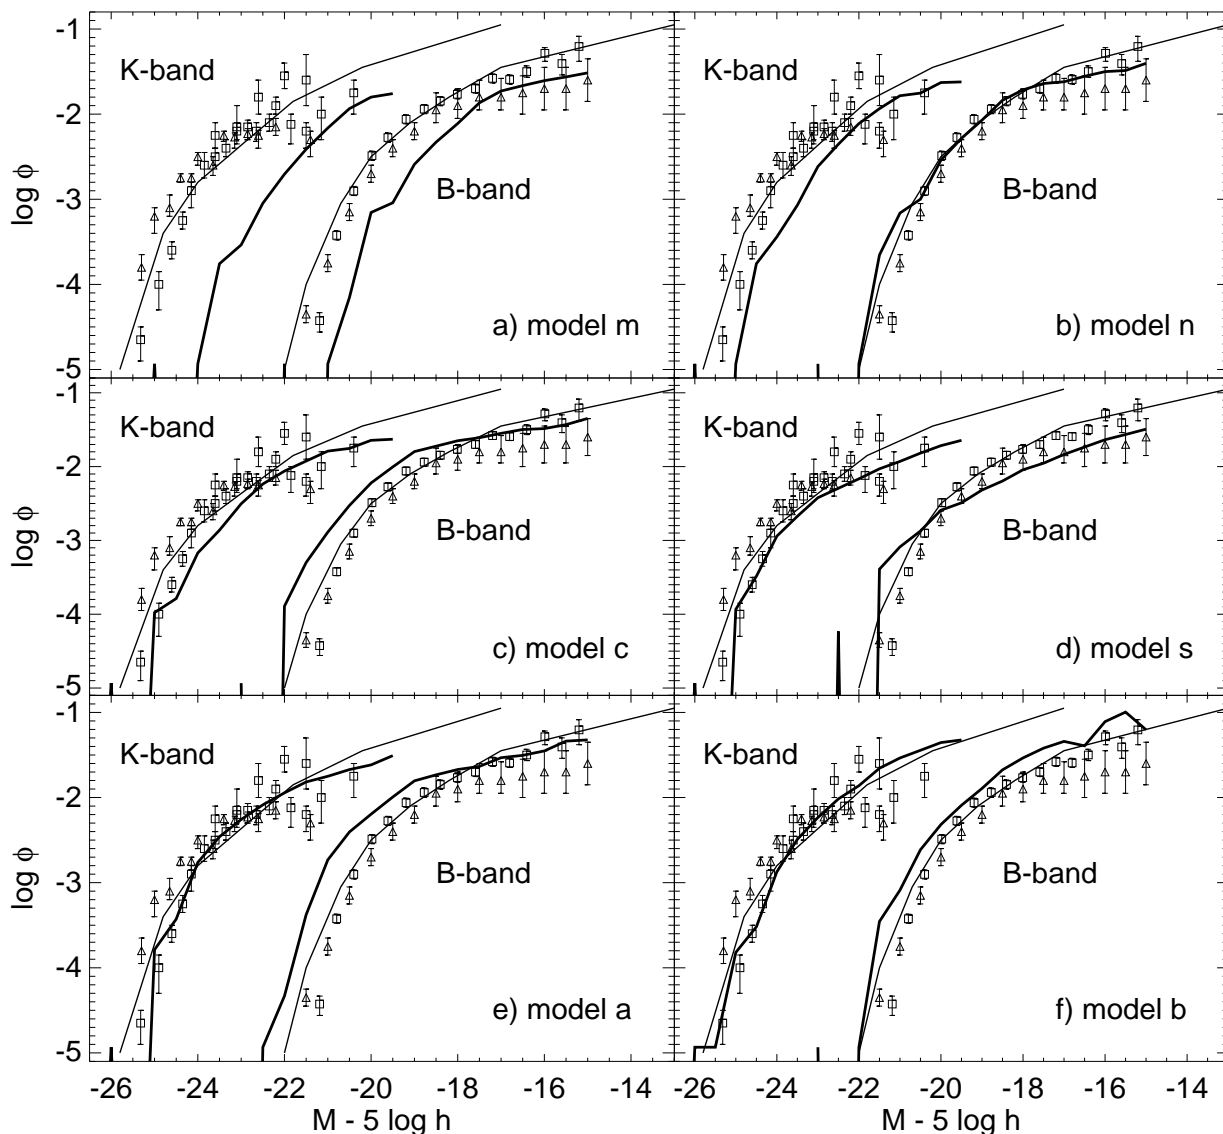 -1
K-band
-2
log ϕ
-3
B-band
-4
a) model m
-5
K-band
B-band
b) model n
-1
K-band
-2
log ϕ
-3
B-band
-4
c) model c
-5
K-band
B-band
d) model s
-1
K-band
-2
log ϕ
-3
B-band
-4
e) model a
-5
K-band
B-band
f) model b
-26 -24 -22 -20 -18 -16 -14
M - 5 log h
-26 -24 -22 -20 -18 -16 -14
M - 5 log h